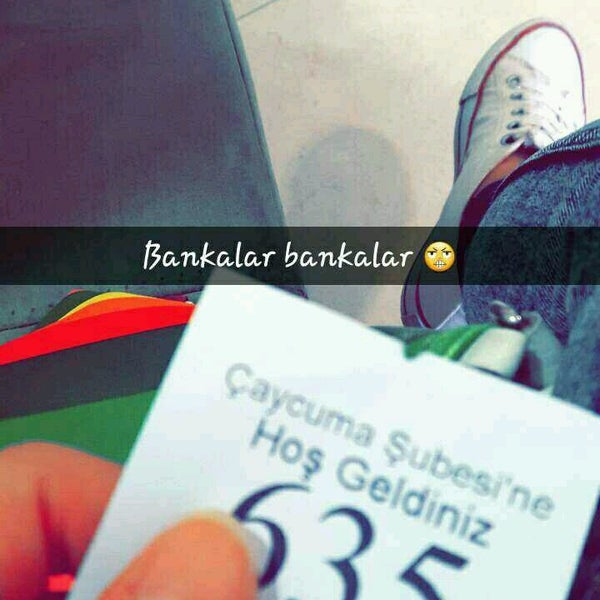 Bankalar bankalar 😬
Çaycuma Şubesi'ne
Hoş Geldiniz
635